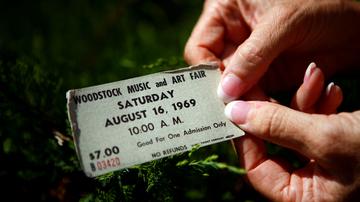 WOODSTOCK MUSIC and ART FAIR
SATURDAY
AUGUST 16, 1969
10:00 A. M.
$7.00 Good For One Admission Only
B 03420 NO REFUNDS